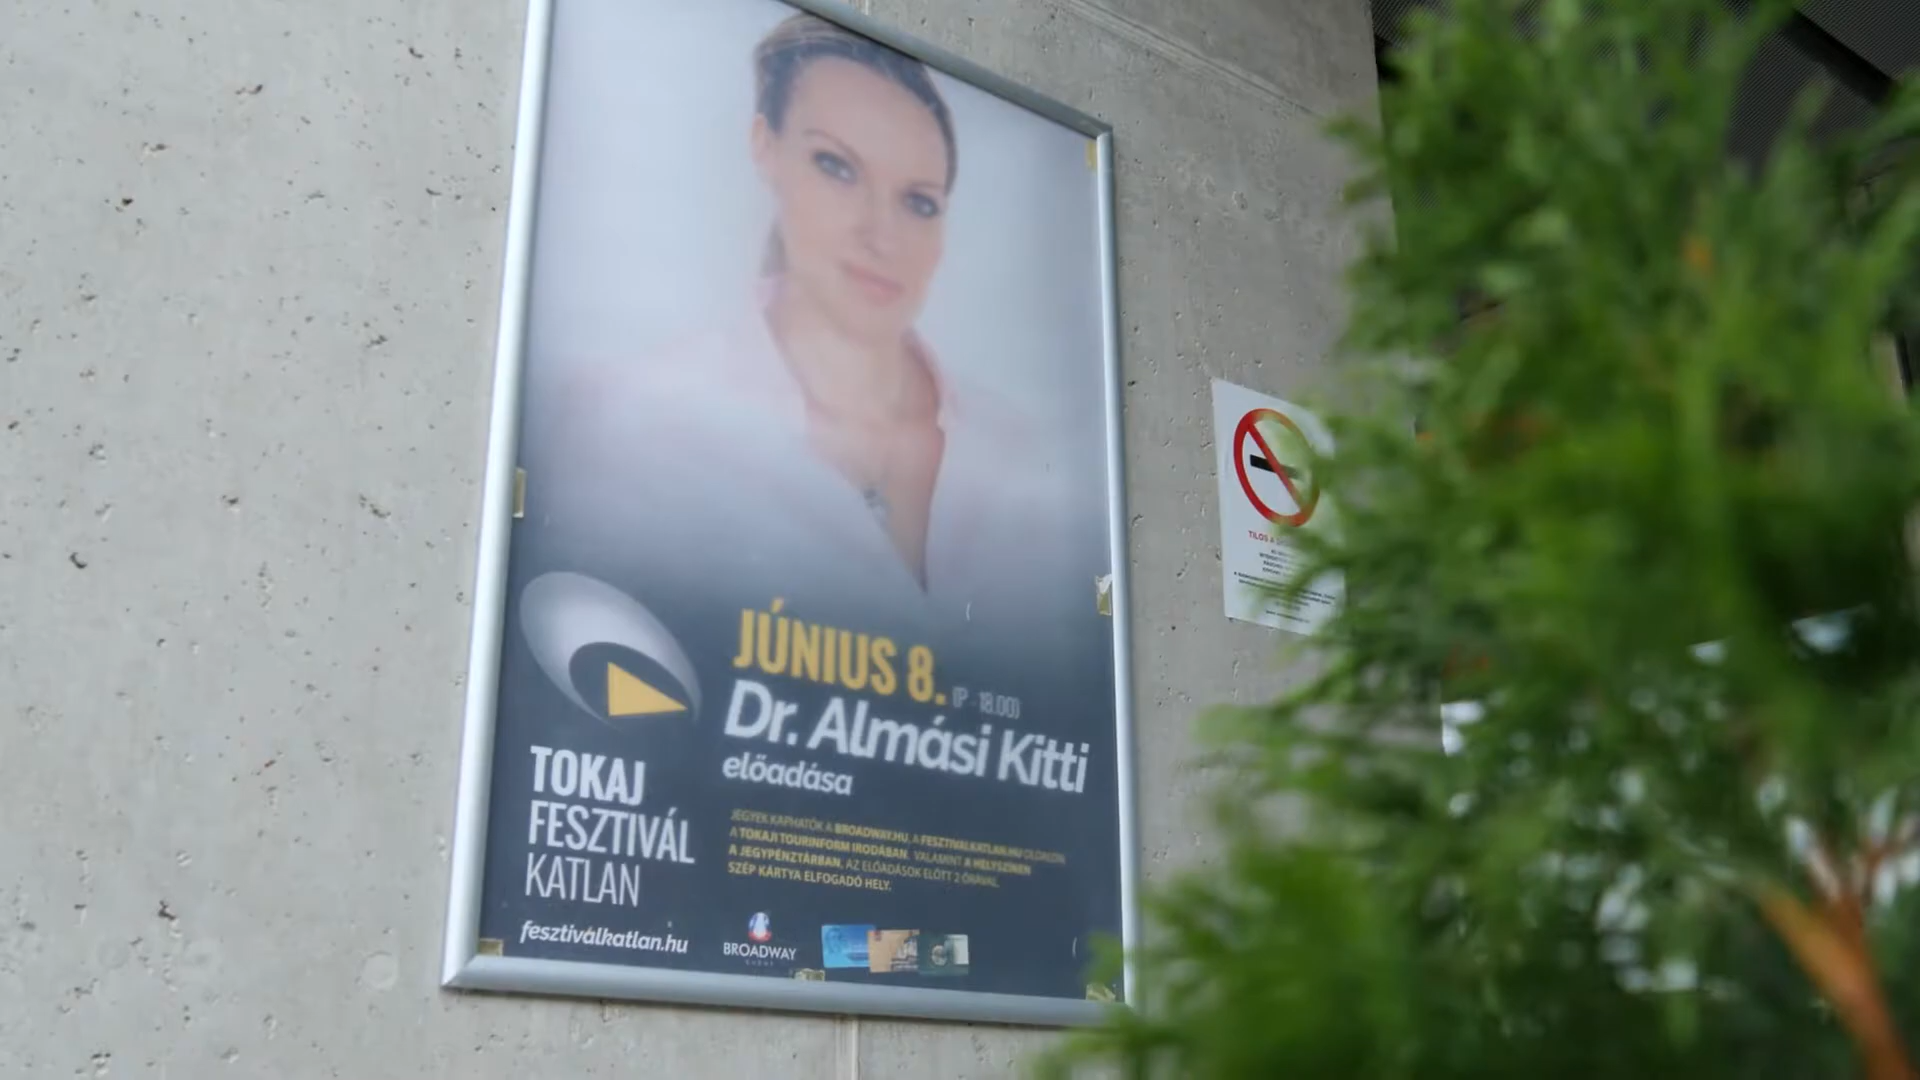 JÚNIUS 8. (P - 18.00)
Dr. Almási Kitti
előadása
JEGYEK KAPHATÓK A BROADWAY.HU, A FESZTIVALKATLAN.HU OLDALON,
A TOKAJI TOURINFORM IRODÁBAN, VALAMINT A HELYSZÍNEN
A JEGYPÉNZTÁRBAN, AZ ELŐADÁSOK ELŐTT 2 ÓRÁVAL.
SZÉP KÁRTYA ELFOGADÓ HELY.
TOKAJ
FESZTIVÁL
KATLAN
fesztivalkatlan.hu
BROADWAY
TILOS A